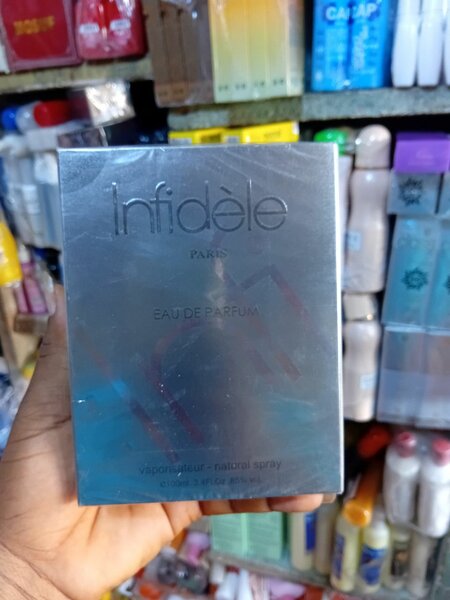 Infidèle
PARIS
EAU DE PARFUM
vaporisateur - natural spray